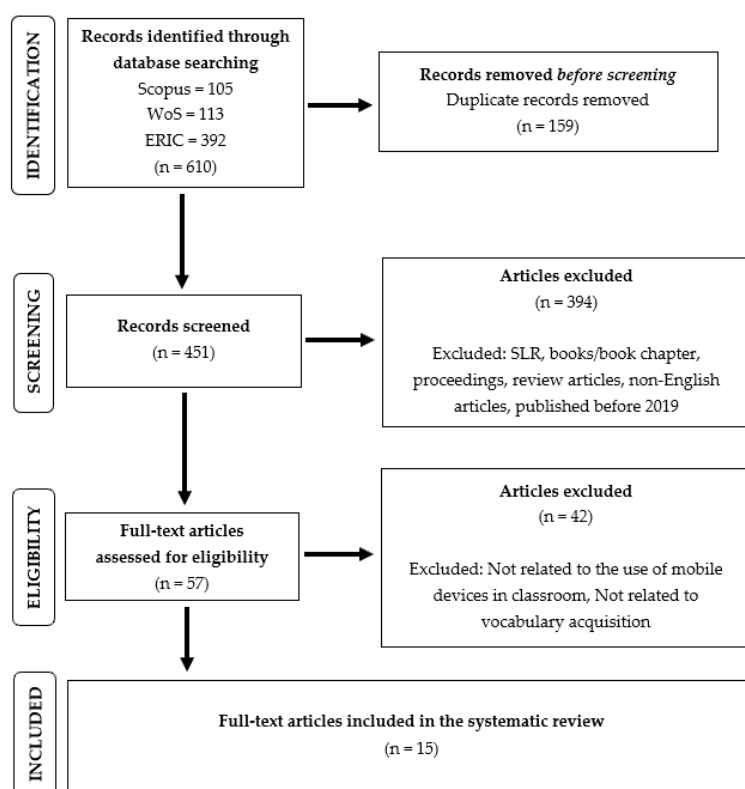 IDENTIFICATION
Records identified through
database searching
Scopus = 105
WoS = 113
ERIC = 392
(n = 610)
Records removed before screening
Duplicate records removed
(n = 159)
SCREENING
Records screened
(n = 451)
Articles excluded
(n = 394)
Excluded: SLR, books/book chapter,
proceedings, review articles, non-English
articles, published before 2019
ELIGIBILITY
Full-text articles
assessed for eligibility
(n = 57)
Articles excluded
(n = 42)
Excluded: Not related to the use of mobile
devices in classroom, Not related to
vocabulary acquisition
INCLUDED
Full-text articles included in the systematic review
(n = 15)